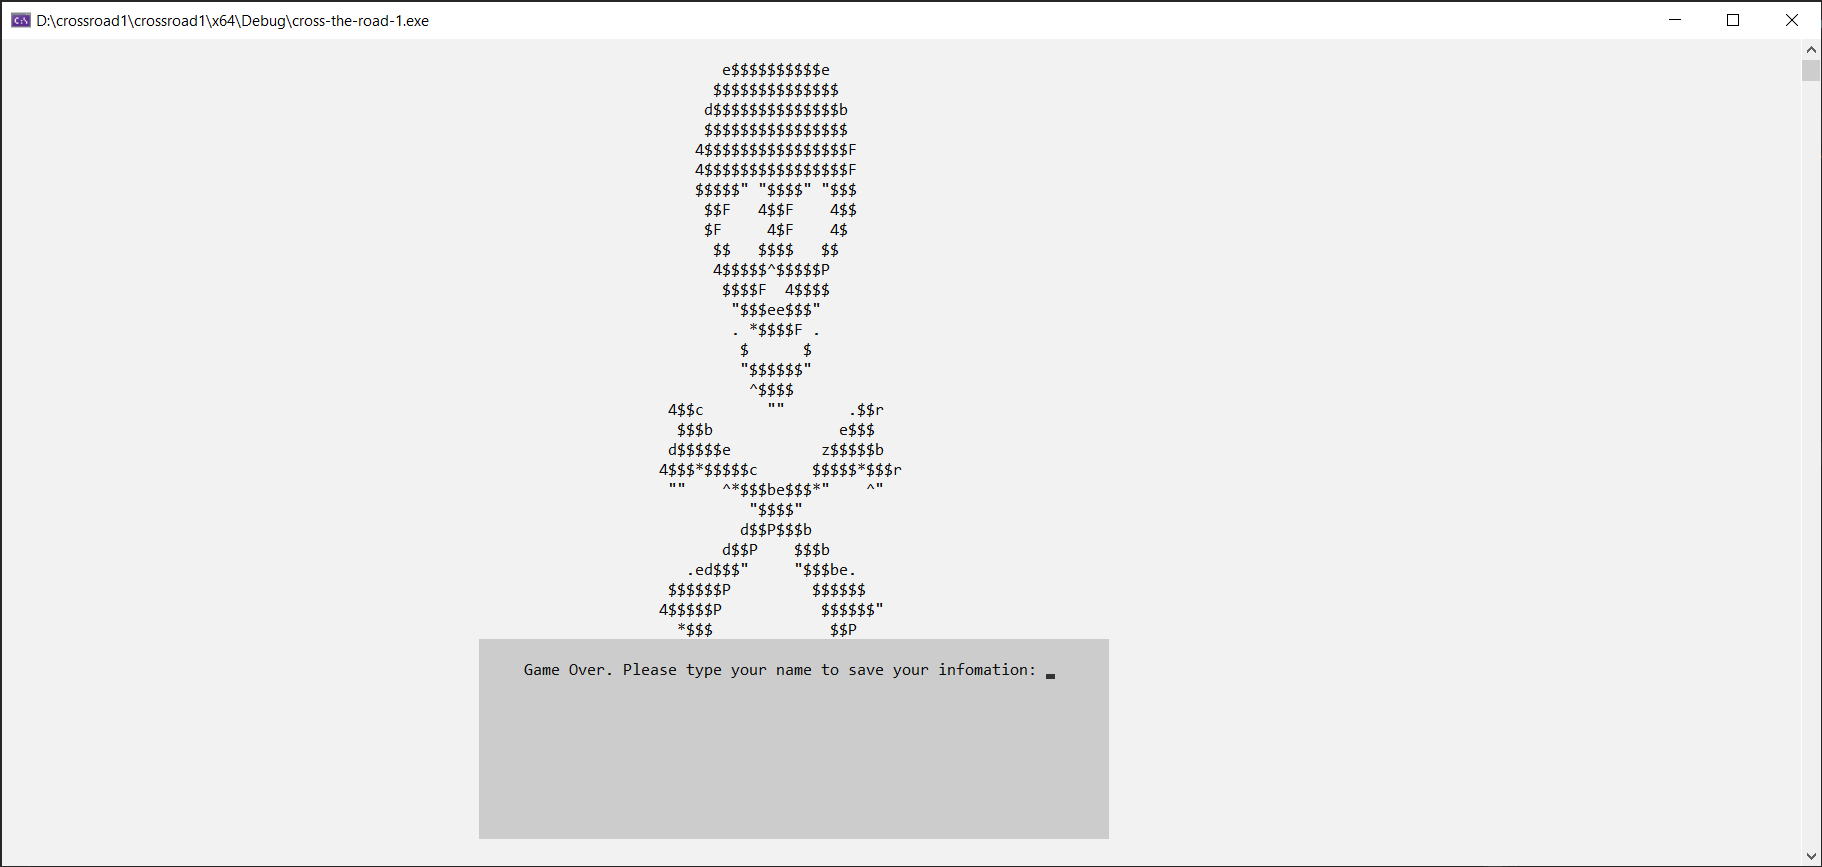 D:\crossroad1\crossroad1\x64\Debug\cross-the-road-1.exe
                e$$$$$$$$$$e
               $$$$$$$$$$$$$$
              d$$$$$$$$$$$$$$b
              $$$$$$$$$$$$$$$$
             4$$$$$$$$$$$$$$$$F
             4$$$$$$$$$$$$$$$$F
             $$$$$" "$$$$" "$$$
              $$F   4$$F    4$$
              $F     4$F    4$
               $$   $$$$   $$
               4$$$$$^$$$$$P
                $$$$F  4$$$$
                 "$$$ee$$$"
                 . *$$$$F .
                  $      $
                  "$$$$$$"
                   ^$$$$
          4$$c       ""       .$$r
           $$$b              e$$$
          d$$$$$e          z$$$$$b
         4$$$*$$$$$c      $$$$$*$$$r
          ""    ^*$$$be$$$*"    ^"
                   "$$$$"
                  d$$P$$$b
                d$$P    $$$b
            .ed$$$"     "$$$be.
          $$$$$$P         $$$$$$
         4$$$$$P           $$$$$$"
           *$$$             $$P
Game Over. Please type your name to save your infomation: